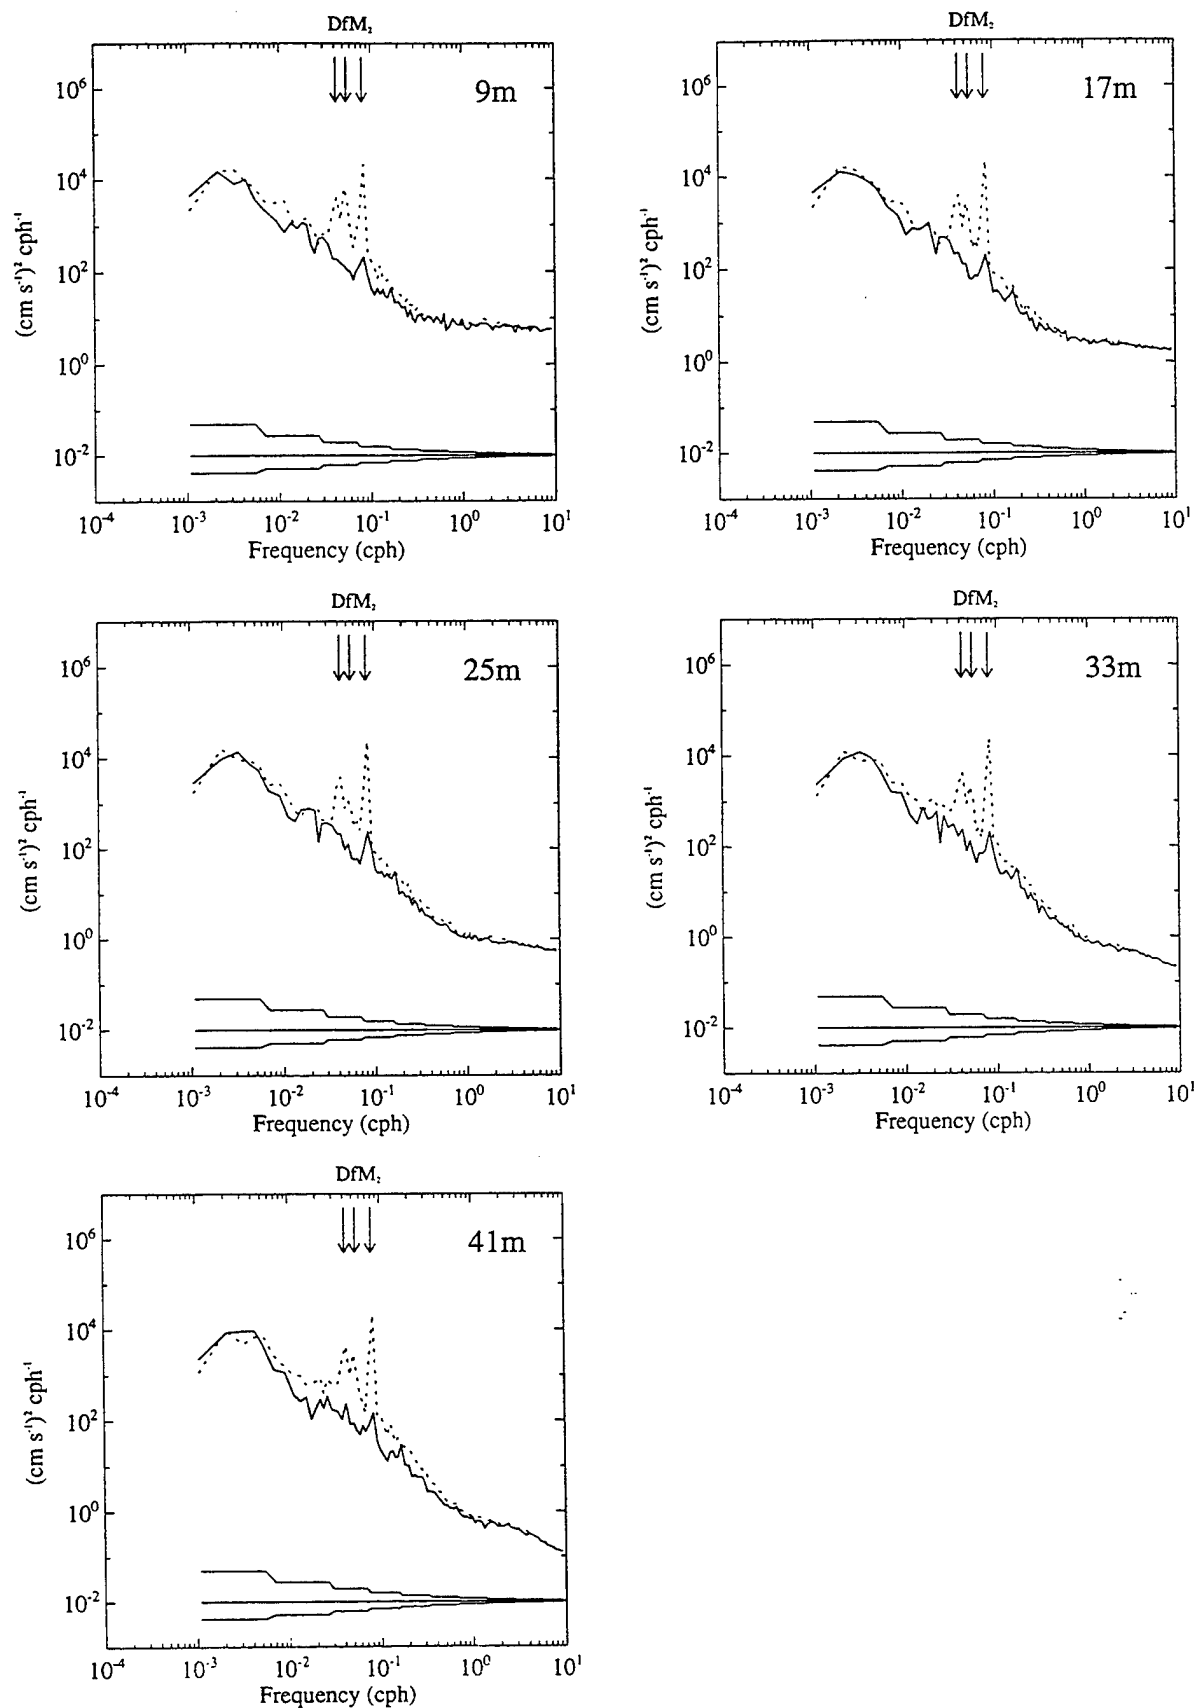 DfM₂
DfM₂
9m
17m
10⁶
10⁴
10²
10⁰
10⁻²
(cm s⁻¹)² cph⁻¹
10⁻⁴ 10⁻³ 10⁻² 10⁻¹ 10⁰ 10¹
Frequency (cph)
10⁶
10⁴
10²
10⁰
10⁻²
(cm s⁻¹)² cph⁻¹
10⁻⁴ 10⁻³ 10⁻² 10⁻¹ 10⁰ 10¹
Frequency (cph)
DfM₂
DfM₂
25m
33m
10⁶
10⁴
10²
10⁰
10⁻²
(cm s⁻¹)² cph⁻¹
10⁻⁴ 10⁻³ 10⁻² 10⁻¹ 10⁰ 10¹
Frequency (cph)
10⁶
10⁴
10²
10⁰
10⁻²
(cm s⁻¹)² cph⁻¹
10⁻⁴ 10⁻³ 10⁻² 10⁻¹ 10⁰ 10¹
Frequency (cph)
DfM₂
41m
10⁶
10⁴
10²
10⁰
10⁻²
(cm s⁻¹)² cph⁻¹
10⁻⁴ 10⁻³ 10⁻² 10⁻¹ 10⁰ 10¹
Frequency (cph)